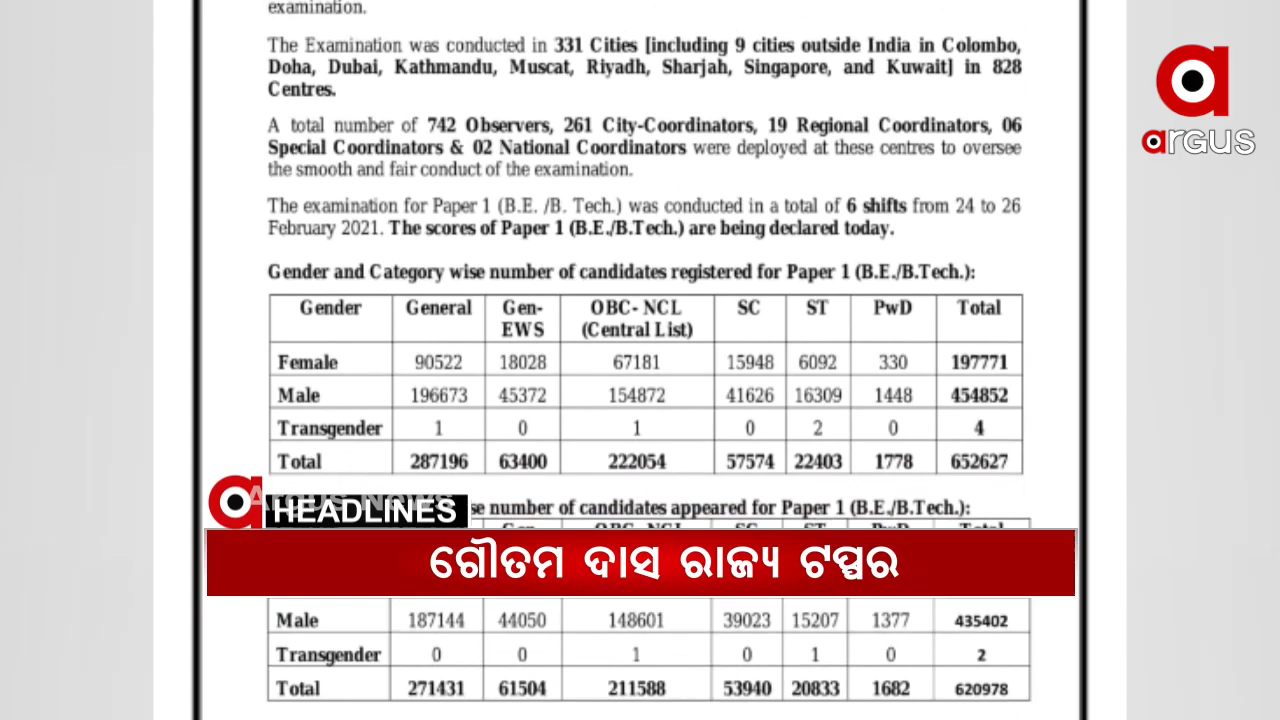 examination.
The Examination was conducted in 331 Cities [including 9 cities outside India in Colombo,
Doha, Dubai, Kathmandu, Muscat, Riyadh, Sharjah, Singapore, and Kuwait] in 828
Centres.
A total number of 742 Observers, 261 City-Coordinators, 19 Regional Coordinators, 06
Special Coordinators & 02 National Coordinators were deployed at these centres to oversee
the smooth and fair conduct of the examination.
The examination for Paper 1 (B.E. /B. Tech.) was conducted in a total of 6 shifts from 24 to 26
February 2021. The scores of Paper 1 (B.E./B.Tech.) are being declared today.
Gender and Category wise number of candidates registered for Paper 1 (B.E./B.Tech.):
Gender General Gen-EWS OBC- NCL (Central List) SC ST PwD Total
Female 90522 18028 67181 15948 6092 330 197771
Male 196673 45372 154872 41626 16309 1448 454852
Transgender 1 0 1 0 2 0 4
Total 287196 63400 222054 57574 22403 1778 652627
Argus News
HEADLINES
se number of candidates appeared for Paper 1 (B.E./B.Tech.):
Gen- OBC- NCL SC ST PwD Total
ଗୌତମ ଦାସ ରାଜ୍ୟ ଟପ୍ପର
Male 187144 44050 148601 39023 15207 1377 435402
Transgender 0 0 1 0 1 0 2
Total 271431 61504 211588 53940 20833 1682 620978
argus